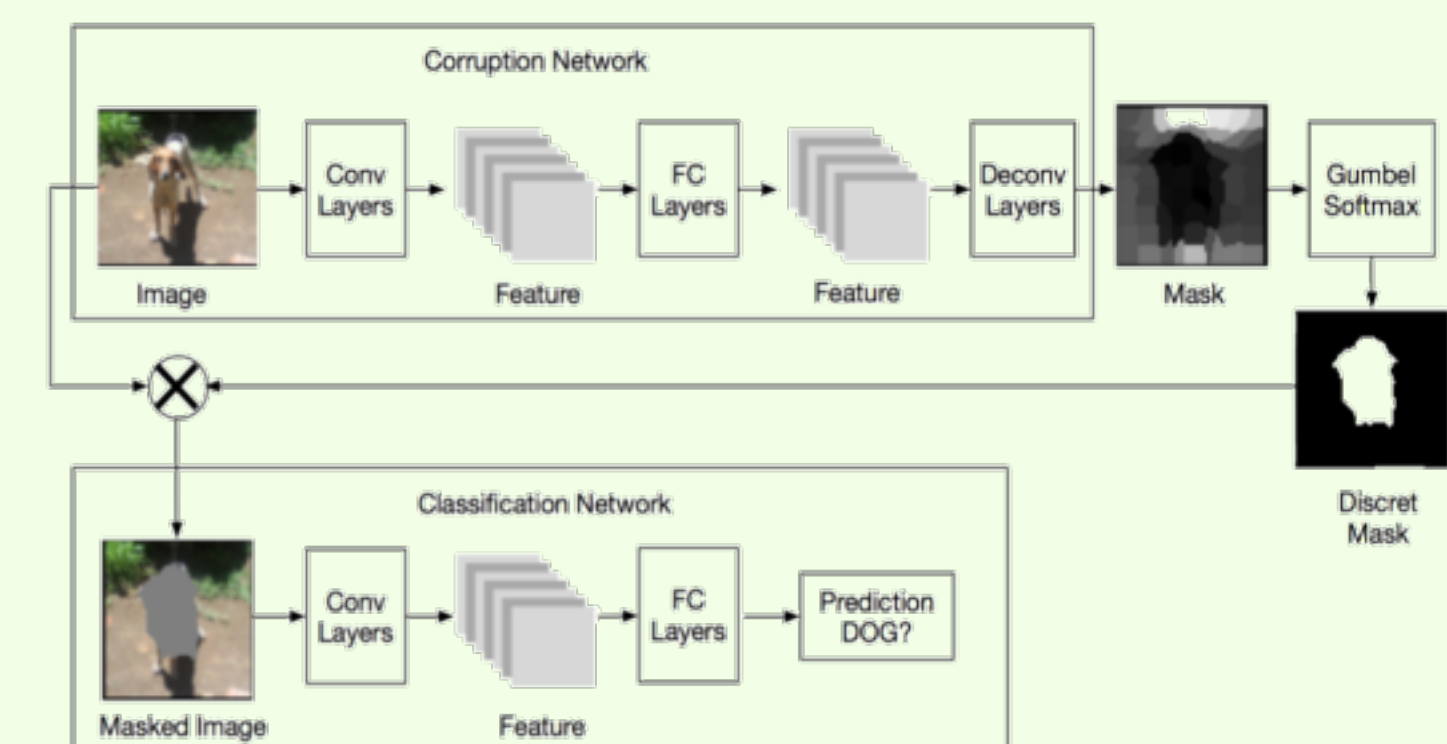 Corruption Network
Conv
Layers
FC
Layers
Deconv
Layers
Gumbel
Softmax
Image
Feature
Feature
Mask
Discret
Mask
Classification Network
Conv
Layers
FC
Layers
Prediction
DOG?
Masked Image
Feature